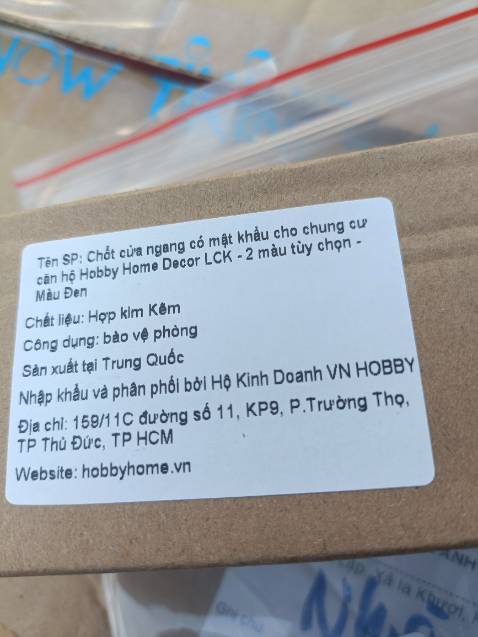 NOW
Tên SP: Chốt cửa ngang có mật khẩu cho chung cư
căn hộ Hobby Home Decor LCK - 2 màu tùy chọn -
Màu Đen
Chất liệu: Hợp kim Kẽm
Công dụng: bảo vệ phòng
Sản xuất tại Trung Quốc
Nhập khẩu và phân phối bởi Hộ Kinh Doanh VN HOBBY
Địa chỉ: 159/11C đường số 11, KP9, P.Trường Thọ,
TP Thủ Đức, TP HCM
Website: hobbyhome.vn
Ghi chú